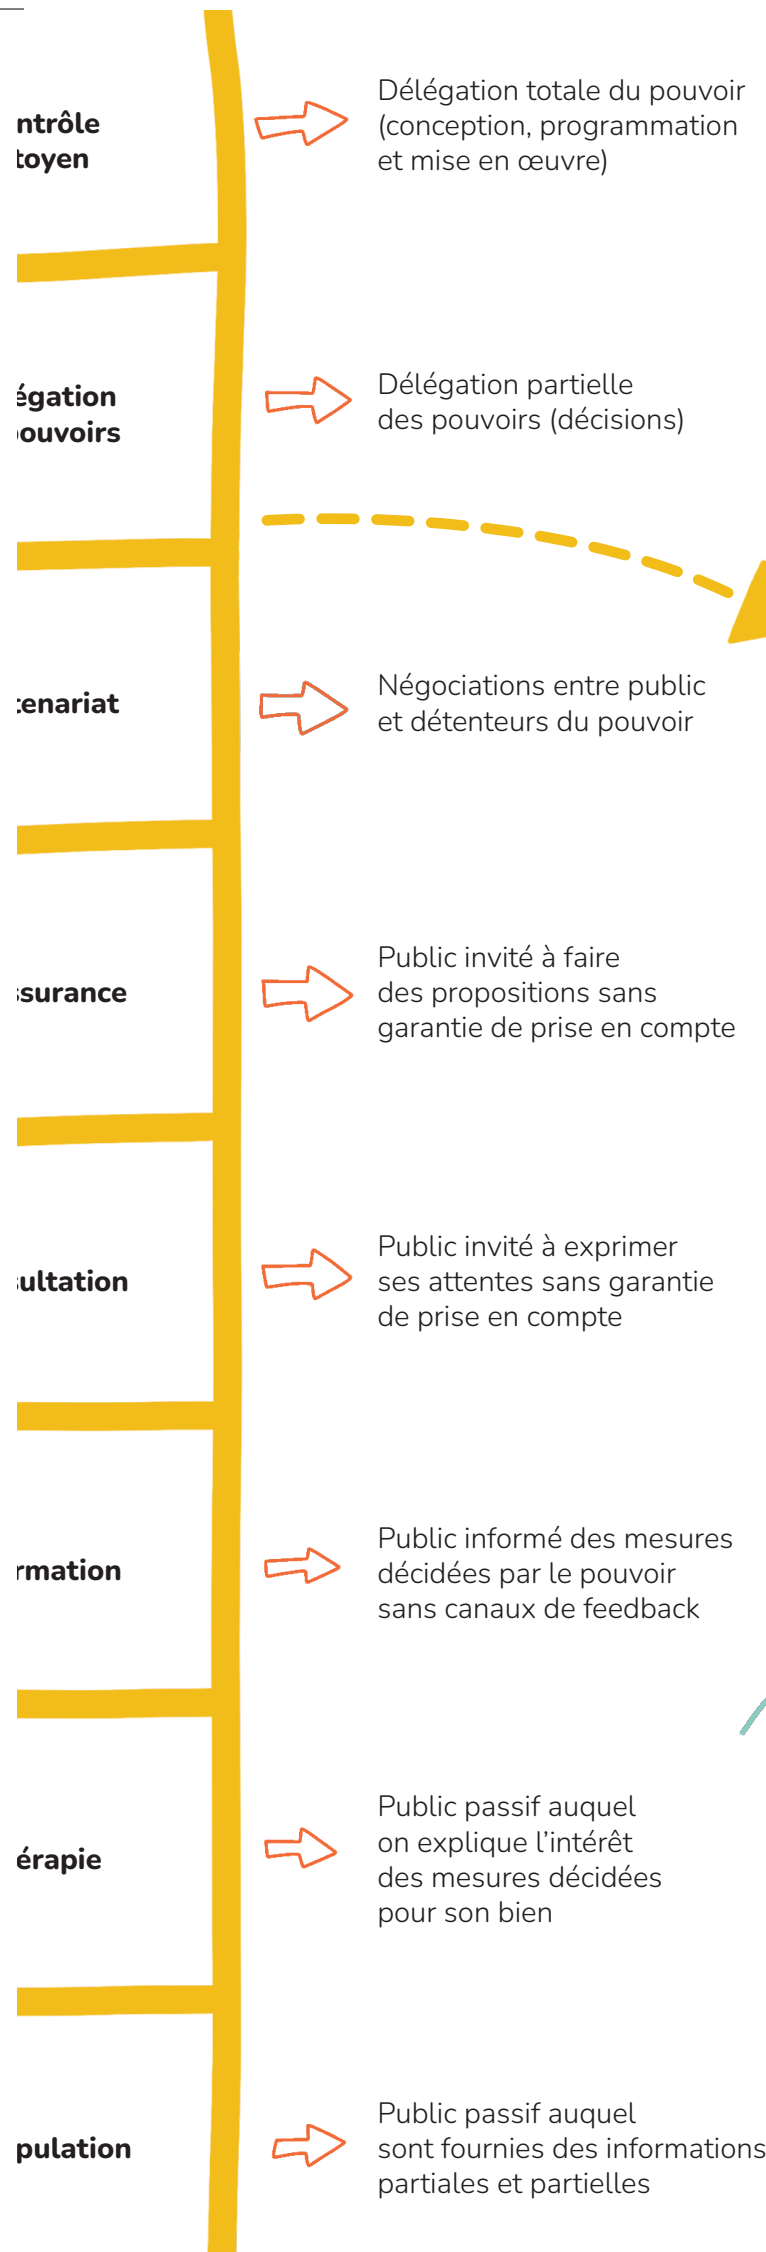 ntrôle
toyen
Délégation totale du pouvoir
(conception, programmation
et mise en œuvre)
égation
ouvoirs
Délégation partielle
des pouvoirs (décisions)
tenariat
Négociations entre public
et détenteurs du pouvoir
ssurance
Public invité à faire
des propositions sans
garantie de prise en compte
sultation
Public invité à exprimer
ses attentes sans garantie
de prise en compte
rmation
Public informé des mesures
décidées par le pouvoir
sans canaux de feedback
érapie
Public passif auquel
on explique l’intérêt
des mesures décidées
pour son bien
pulation
Public passif auquel
sont fournies des informations
partiales et partielles